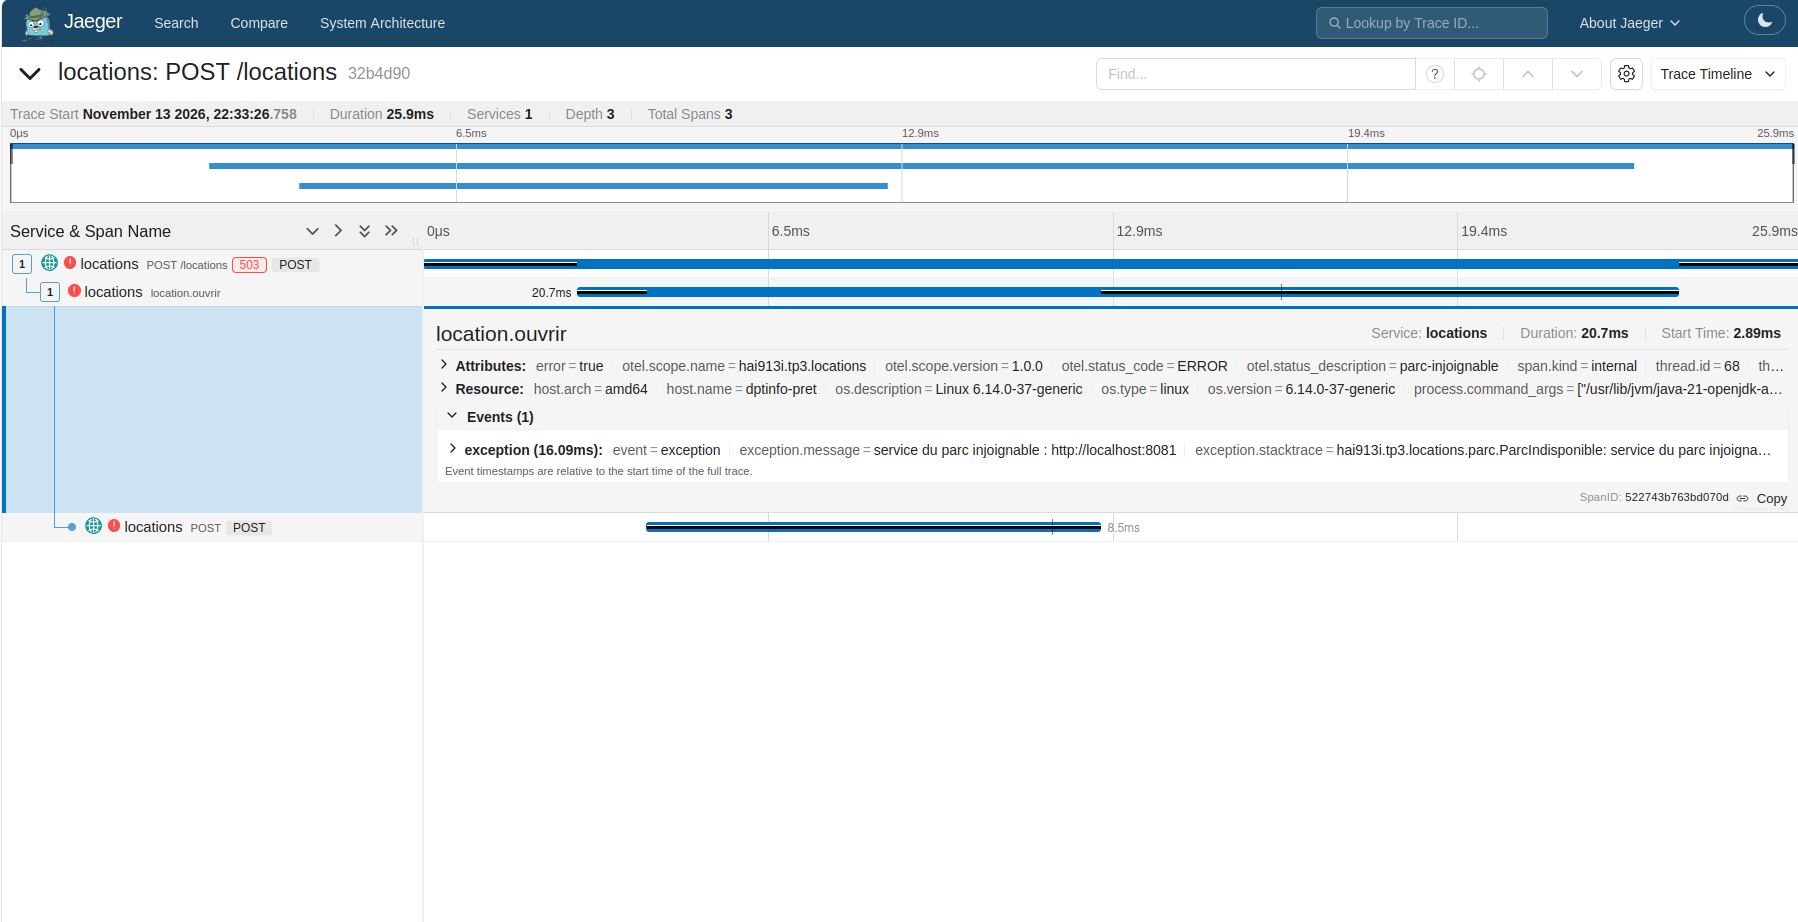 Jaeger Search Compare System Architecture Lookup by Trace ID... About Jaeger
locations: POST /locations 32b4d90 Find... ? Trace Timeline
Trace Start November 13 2026, 22:33:26.758 Duration 25.9ms Services 1 Depth 3 Total Spans 3
0μs 6.5ms 12.9ms 19.4ms 25.9ms
Service & Span Name 0μs 6.5ms 12.9ms 19.4ms 25.9ms
1 locations POST /locations 503 POST
1 locations location.ouvrir 20.7ms
location.ouvrir Service: locations Duration: 20.7ms Start Time: 2.89ms
Attributes: error = true otel.scope.name = hai913i.tp3.locations otel.scope.version = 1.0.0 otel.status_code = ERROR otel.status_description = parc-injoignable span.kind = internal thread.id = 68 th...
Resource: host.arch = amd64 host.name = dptinfo-pret os.description = Linux 6.14.0-37-generic os.type = linux os.version = 6.14.0-37-generic process.command_args = ["/usr/lib/jvm/java-21-openjdk-a...
Events (1)
exception (16.09ms): event = exception exception.message = service du parc injoignable : http://localhost:8081 exception.stacktrace = hai913i.tp3.locations.parc.ParcIndisponible: service du parc injoigna...
Event timestamps are relative to the start time of the full trace.
SpanID: 522743b763bd070d Copy
locations POST POST 8.5ms